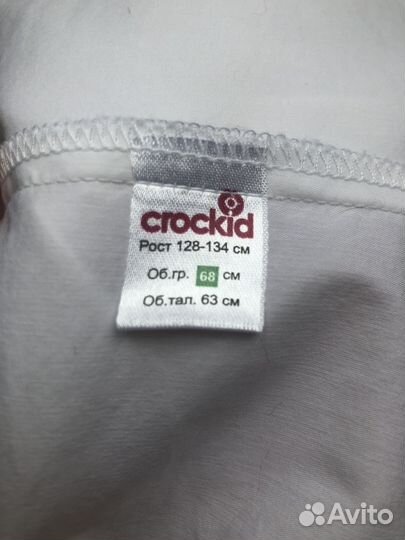 crockid
Рост 128-134 см
Об.гр. 68 см
Об.тал. 63 см
Avito